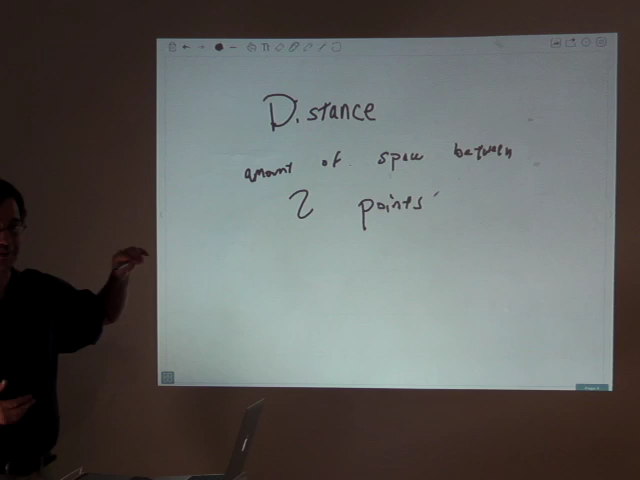 Distance
amount of space between
2 points